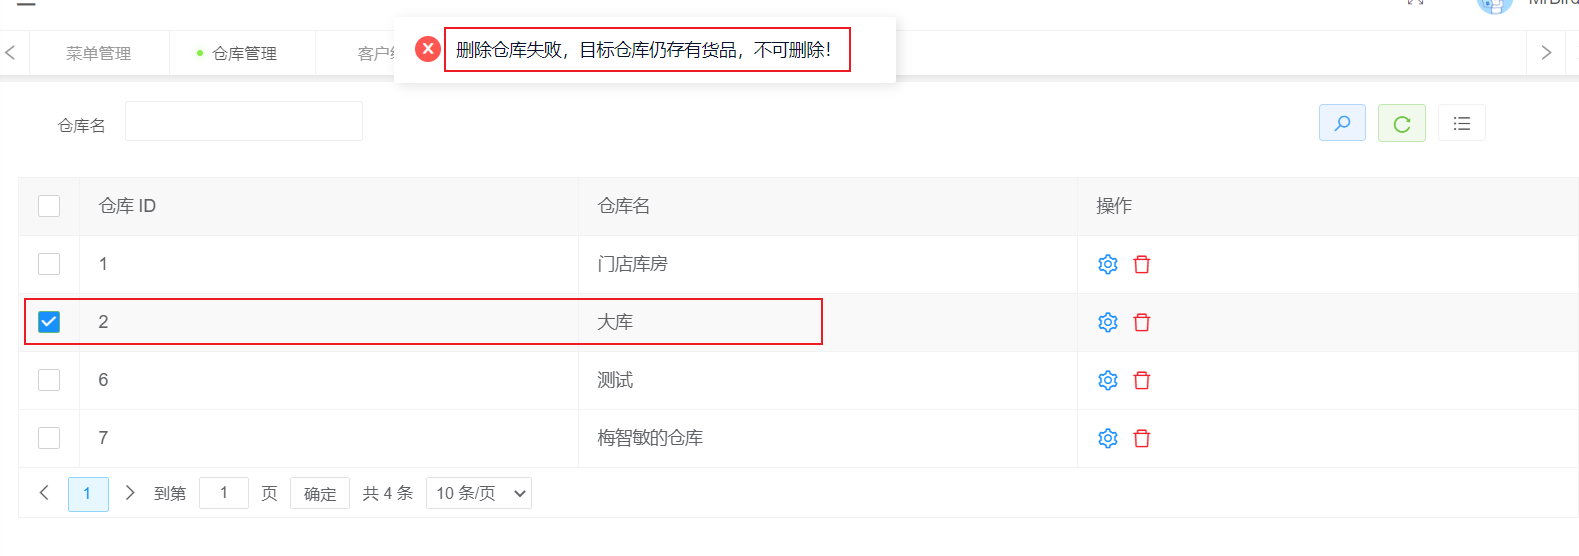 删除仓库失败，目标仓库仍存有货品，不可删除！
菜单管理
仓库管理
客户
仓库名
仓库 ID
仓库名
操作
1
门店库房
2
大库
6
测试
7
梅智敏的仓库
1 到第 1 页 确定 共 4 条 10 条/页